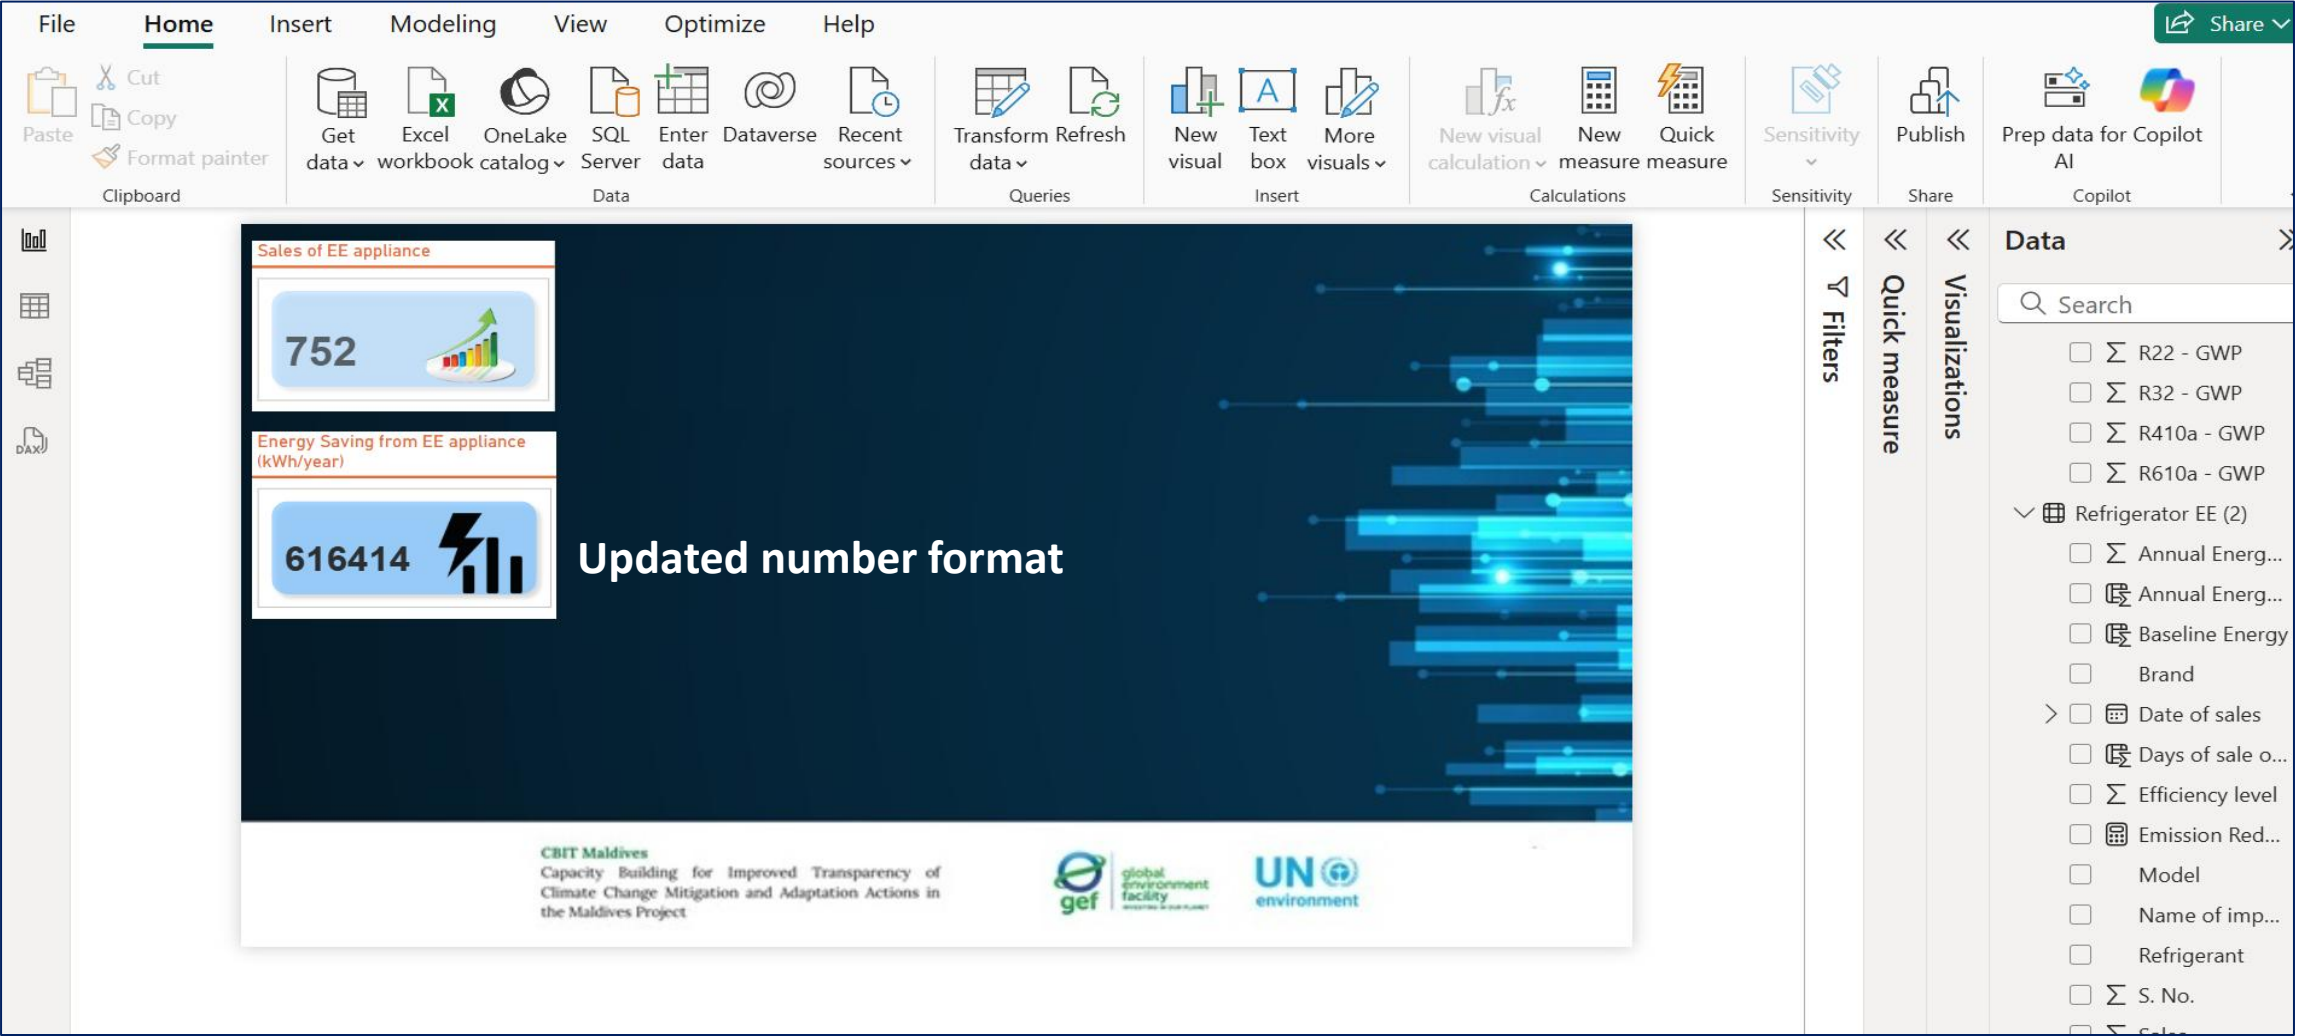 File Home Insert Modeling View Optimize Help Share
Paste
Cut
Copy
Format painter
Clipboard
Get data
Excel workbook
OneLake catalog
SQL Server
Enter data
Dataverse
Recent sources
Data
Transform data
Refresh
Queries
New visual
Text box
More visuals
Insert
New visual calculation
New measure
Quick measure
Calculations
Sensitivity
Sensitivity
Publish
Share
Prep data for AI
Copilot
Copilot
DAX
Sales of EE appliance
752
Energy Saving from EE appliance
(kWh/year)
616414
Updated number format
CBIT Maldives
Capacity Building for Improved Transparency of
Climate Change Mitigation and Adaptation Actions in
the Maldives Project
gef
global
environment
facility
INVESTING IN OUR PLANET
UN
environment
Filters
Quick measure
Visualizations
Data
Search
R22 - GWP
R32 - GWP
R410a - GWP
R610a - GWP
Refrigerator EE (2)
Annual Energ...
Annual Energ...
Baseline Energy
Brand
Date of sales
Days of sale o...
Efficiency level
Emission Red...
Model
Name of imp...
Refrigerant
S. No.